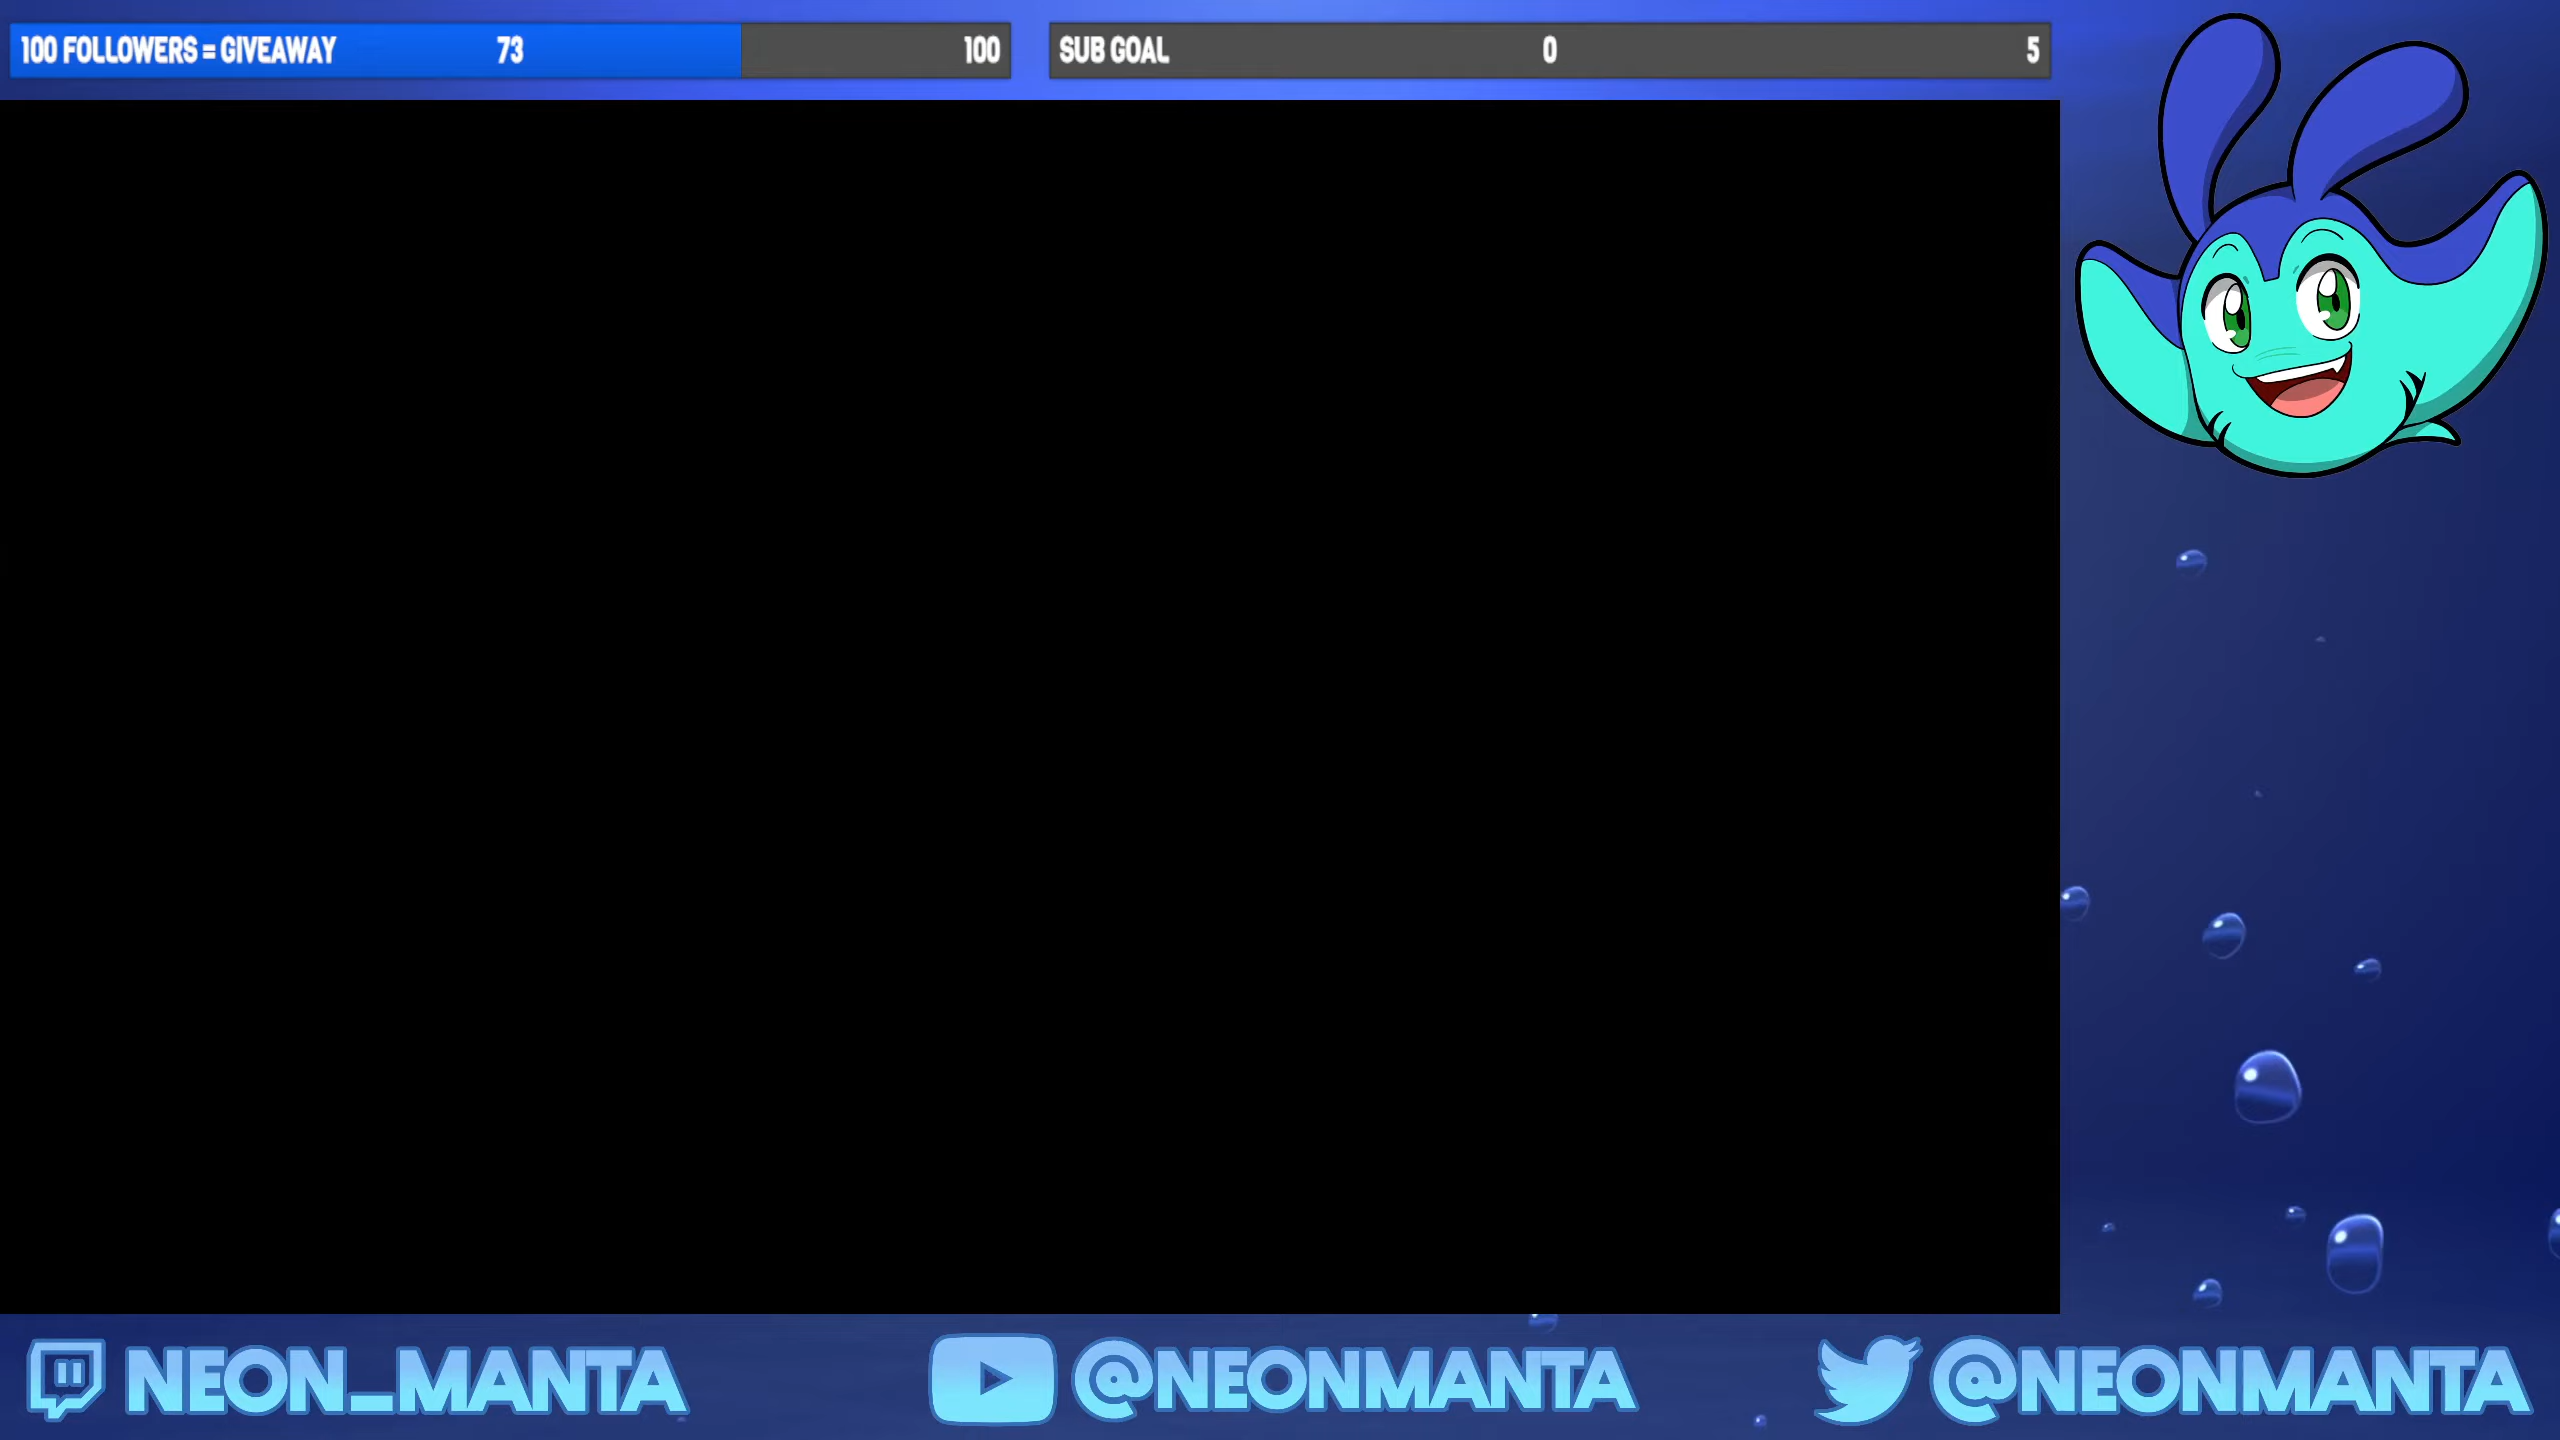 100 FOLLOWERS = GIVEAWAY 73 100
SUB GOAL 0 5
NEON_MANTA
@NEONMANTA
@NEONMANTA